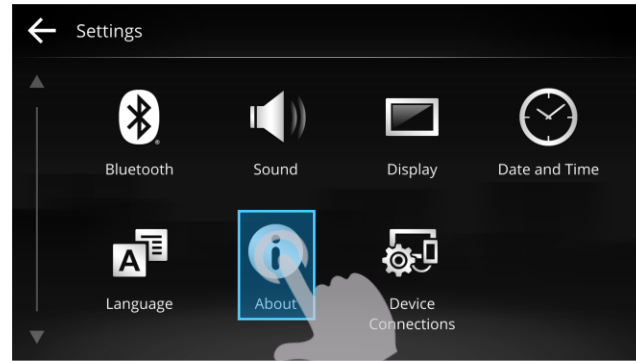 Settings
Bluetooth
Sound
Display
Date and Time
A
Language
About
Device
Connections